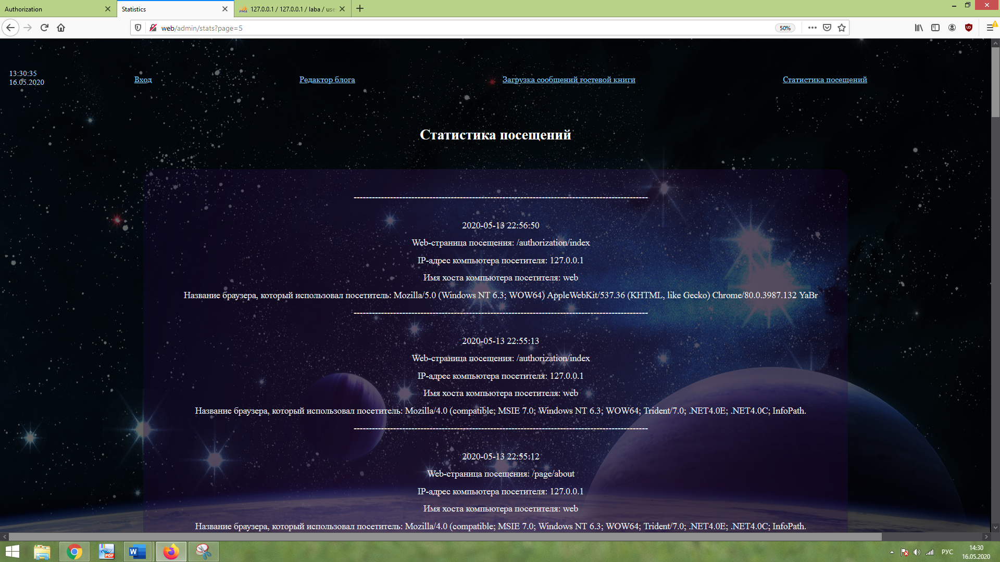 Authorization
Statistics
127.0.0.1 / 127.0.0.1 / laba / use
web/admin/stats?page=5
50%
13:30:35
16.05.2020
Вход
Редактор блога
Загрузка сообщений гостевой книги
Статистика посещений
Статистика посещений
--------------------------------------------------------------------------------------------------
2020-05-13 22:56:50
Web-страница посещения: /authorization/index
IP-адрес компьютера посетителя: 127.0.0.1
Имя хоста компьютера посетителя: web
Название браузера, который использовал посетитель: Mozilla/5.0 (Windows NT 6.3; WOW64) AppleWebKit/537.36 (KHTML, like Gecko) Chrome/80.0.3987.132 YaBr
--------------------------------------------------------------------------------------------------
2020-05-13 22:55:13
Web-страница посещения: /authorization/index
IP-адрес компьютера посетителя: 127.0.0.1
Имя хоста компьютера посетителя: web
Название браузера, который использовал посетитель: Mozilla/4.0 (compatible; MSIE 7.0; Windows NT 6.3; WOW64; Trident/7.0; .NET4.0E; .NET4.0C; InfoPath.
--------------------------------------------------------------------------------------------------
2020-05-13 22:55:12
Web-страница посещения: /page/about
IP-адрес компьютера посетителя: 127.0.0.1
Имя хоста компьютера посетителя: web
Название браузера, который использовал посетитель: Mozilla/4.0 (compatible; MSIE 7.0; Windows NT 6.3; WOW64; Trident/7.0; .NET4.0E; .NET4.0C; InfoPath.
PDF
W
РУС
14:30
16.05.2020